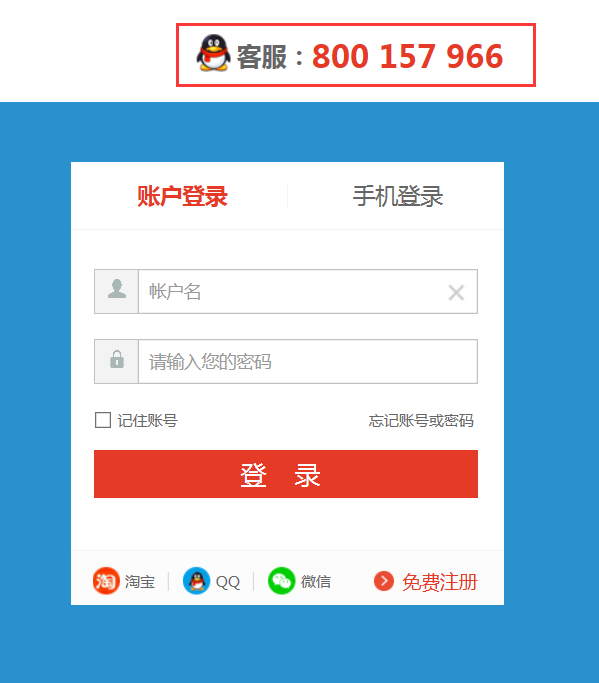 客服：800 157 966
账户登录 手机登录
帐户名
请输入您的密码
记住账号 忘记账号或密码
登 录
淘 淘宝 QQ 微信 免费注册